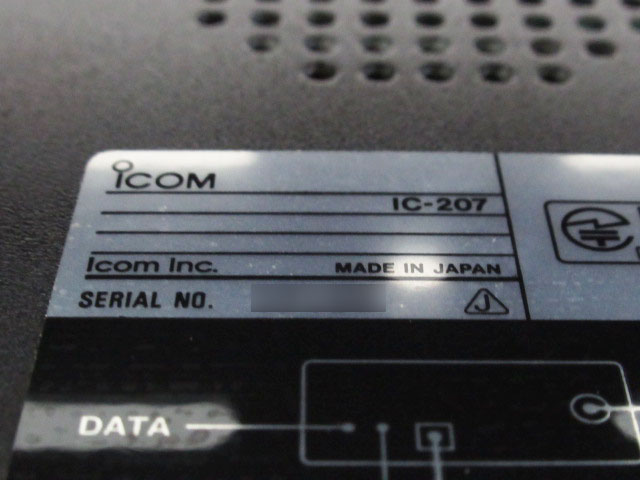 ICOM
IC-207
Icom Inc. MADE IN JAPAN
SERIAL NO. J
DATA